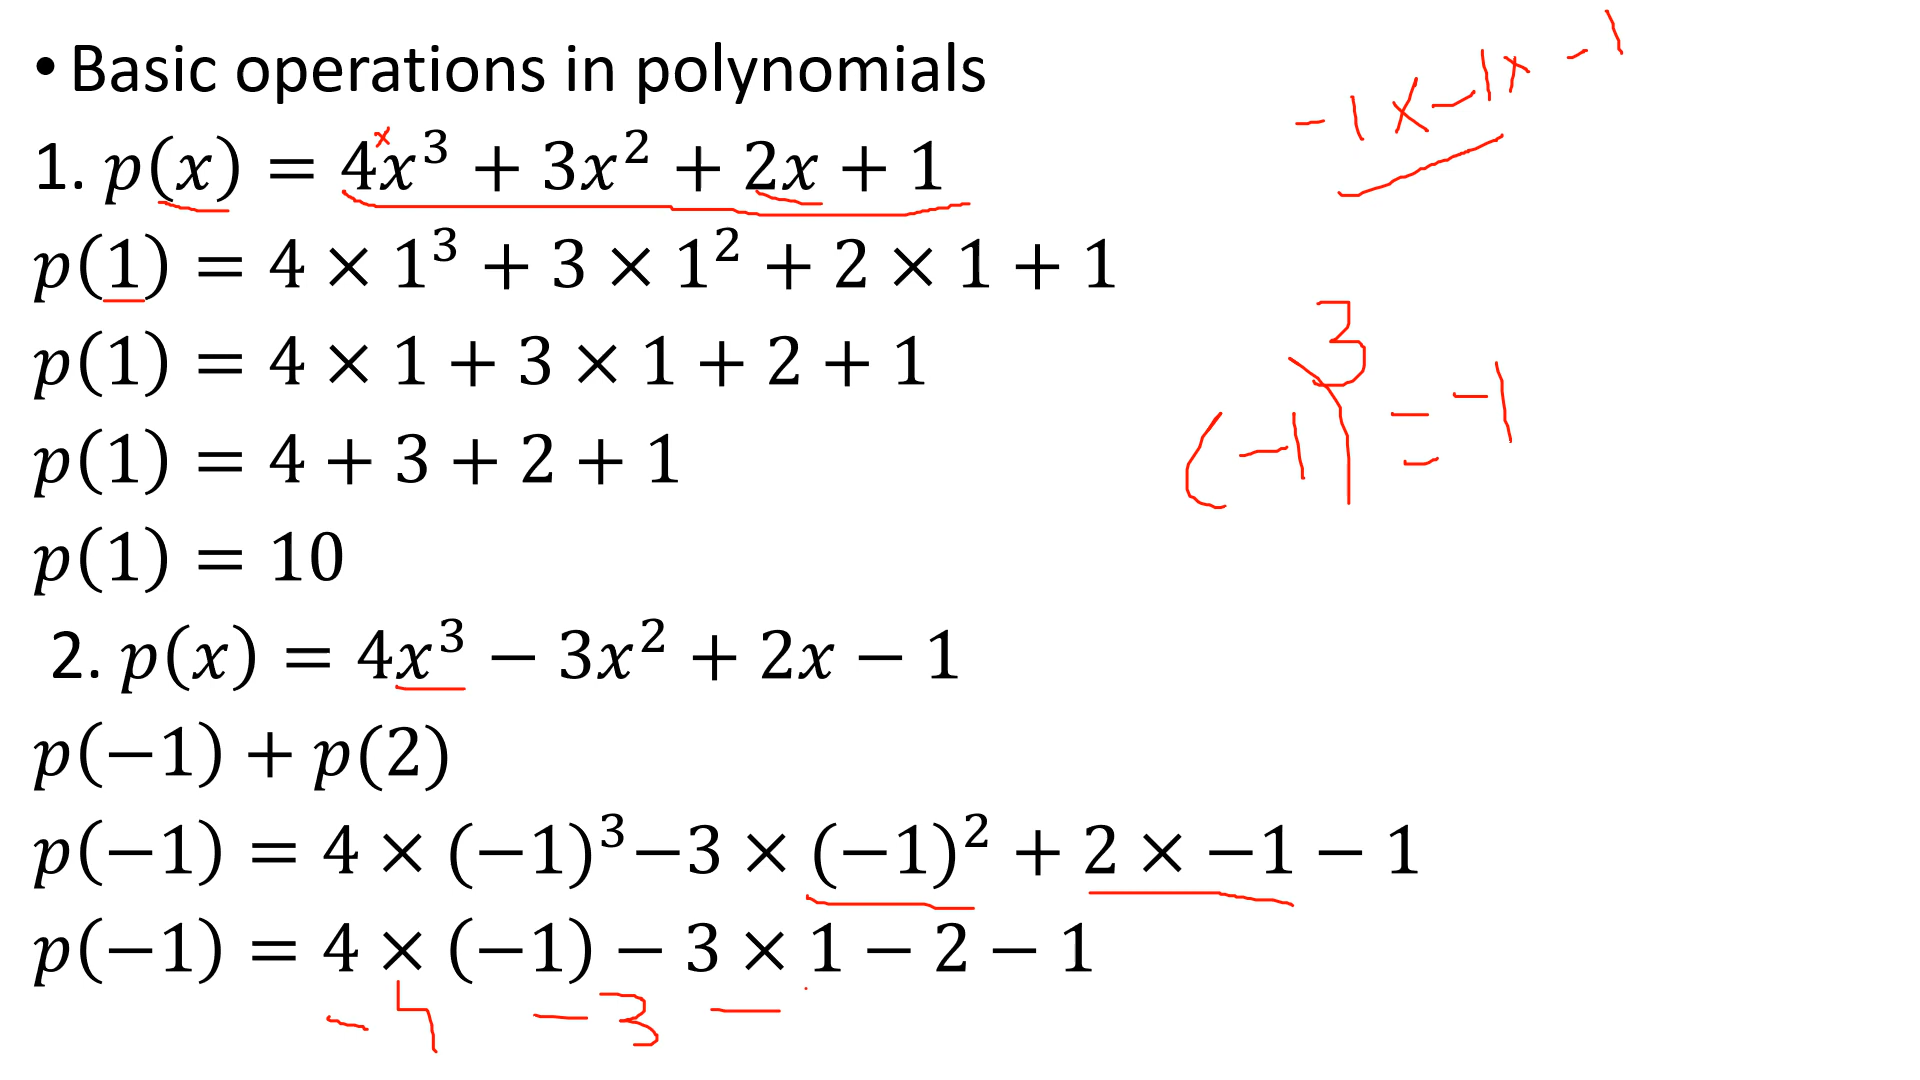 • Basic operations in polynomials
-1 x -1 x -1
1. p(x) = 4x³ + 3x² + 2x + 1
x
p(1) = 4 × 1³ + 3 × 1² + 2 × 1 + 1
p(1) = 4 × 1 + 3 × 1 + 2 + 1
(-1)³ = -1
p(1) = 4 + 3 + 2 + 1
p(1) = 10
2. p(x) = 4x³ − 3x² + 2x − 1
p(−1) + p(2)
p(−1) = 4 × (−1)³−3 × (−1)² + 2 × −1 − 1
p(−1) = 4 × (−1) − 3 × 1 − 2 − 1
-4 -3 -